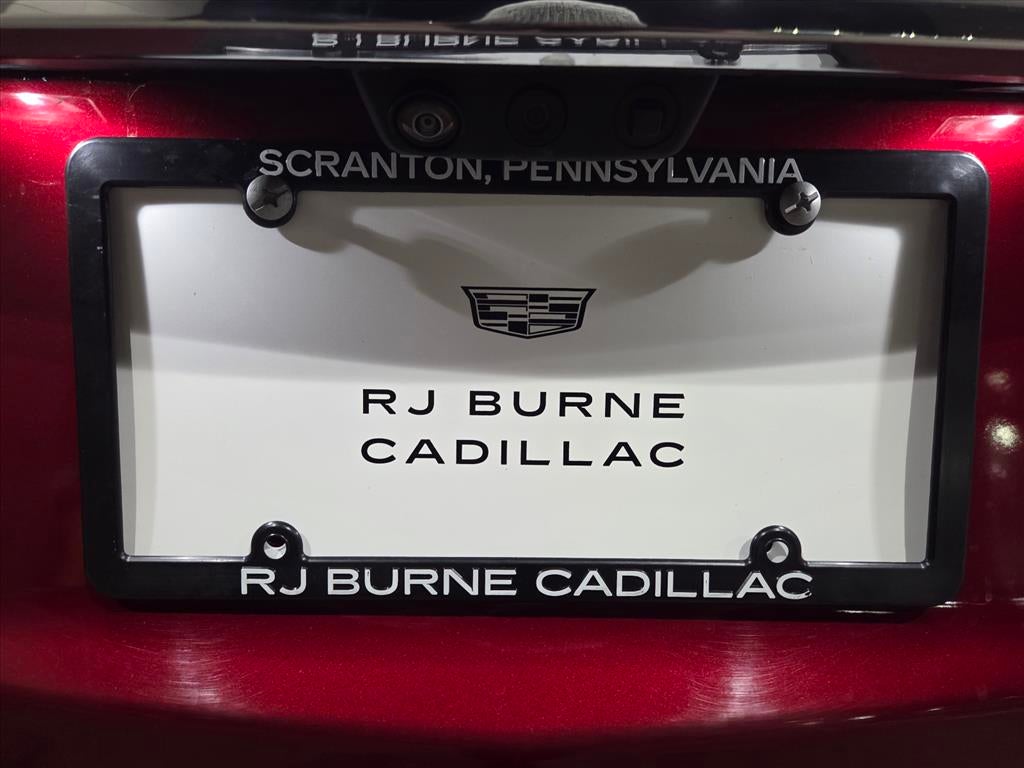 SCRANTON, PENNSYLVANIA
RJ BURNE
CADILLAC
RJ BURNE CADILLAC